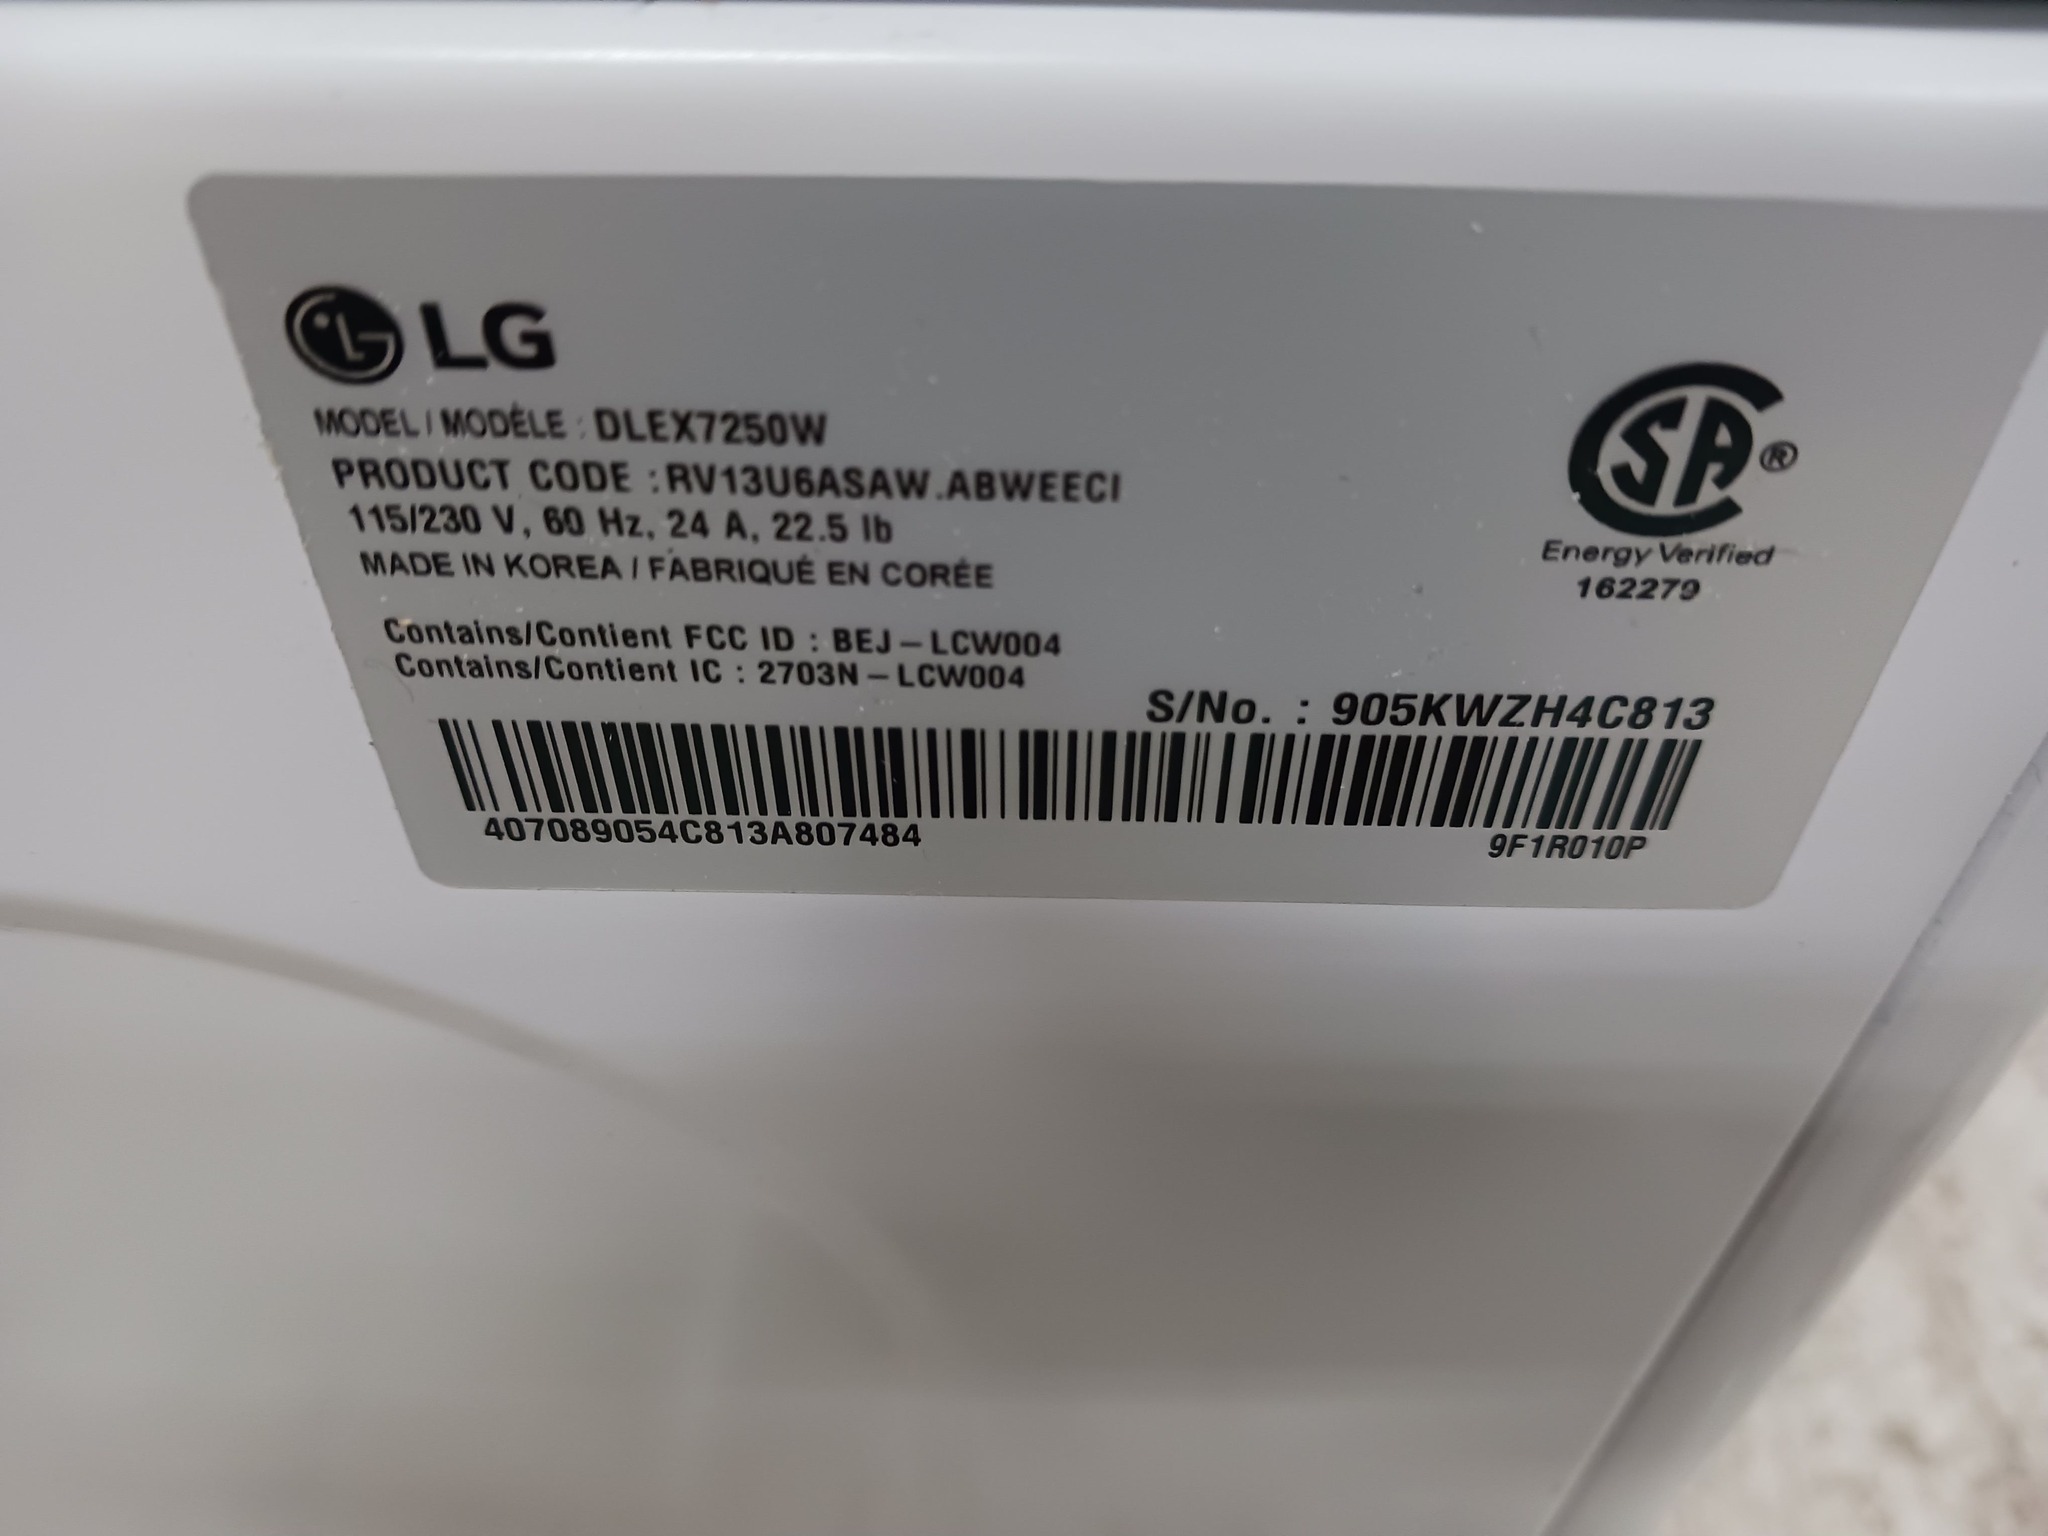 LG
MODEL / MODÈLE : DLEX7250W
PRODUCT CODE : RV13U6ASAW.ABWEECI
115/230 V, 60 Hz, 24 A, 22.5 lb
MADE IN KOREA / FABRIQUÉ EN CORÉE
CSA®
Energy Verified
162279
Contains/Contient FCC ID : BEJ – LCW004
Contains/Contient IC : 2703N – LCW004
S/No. : 905KWZH4C813
407089054C813A807484
9F1R010P